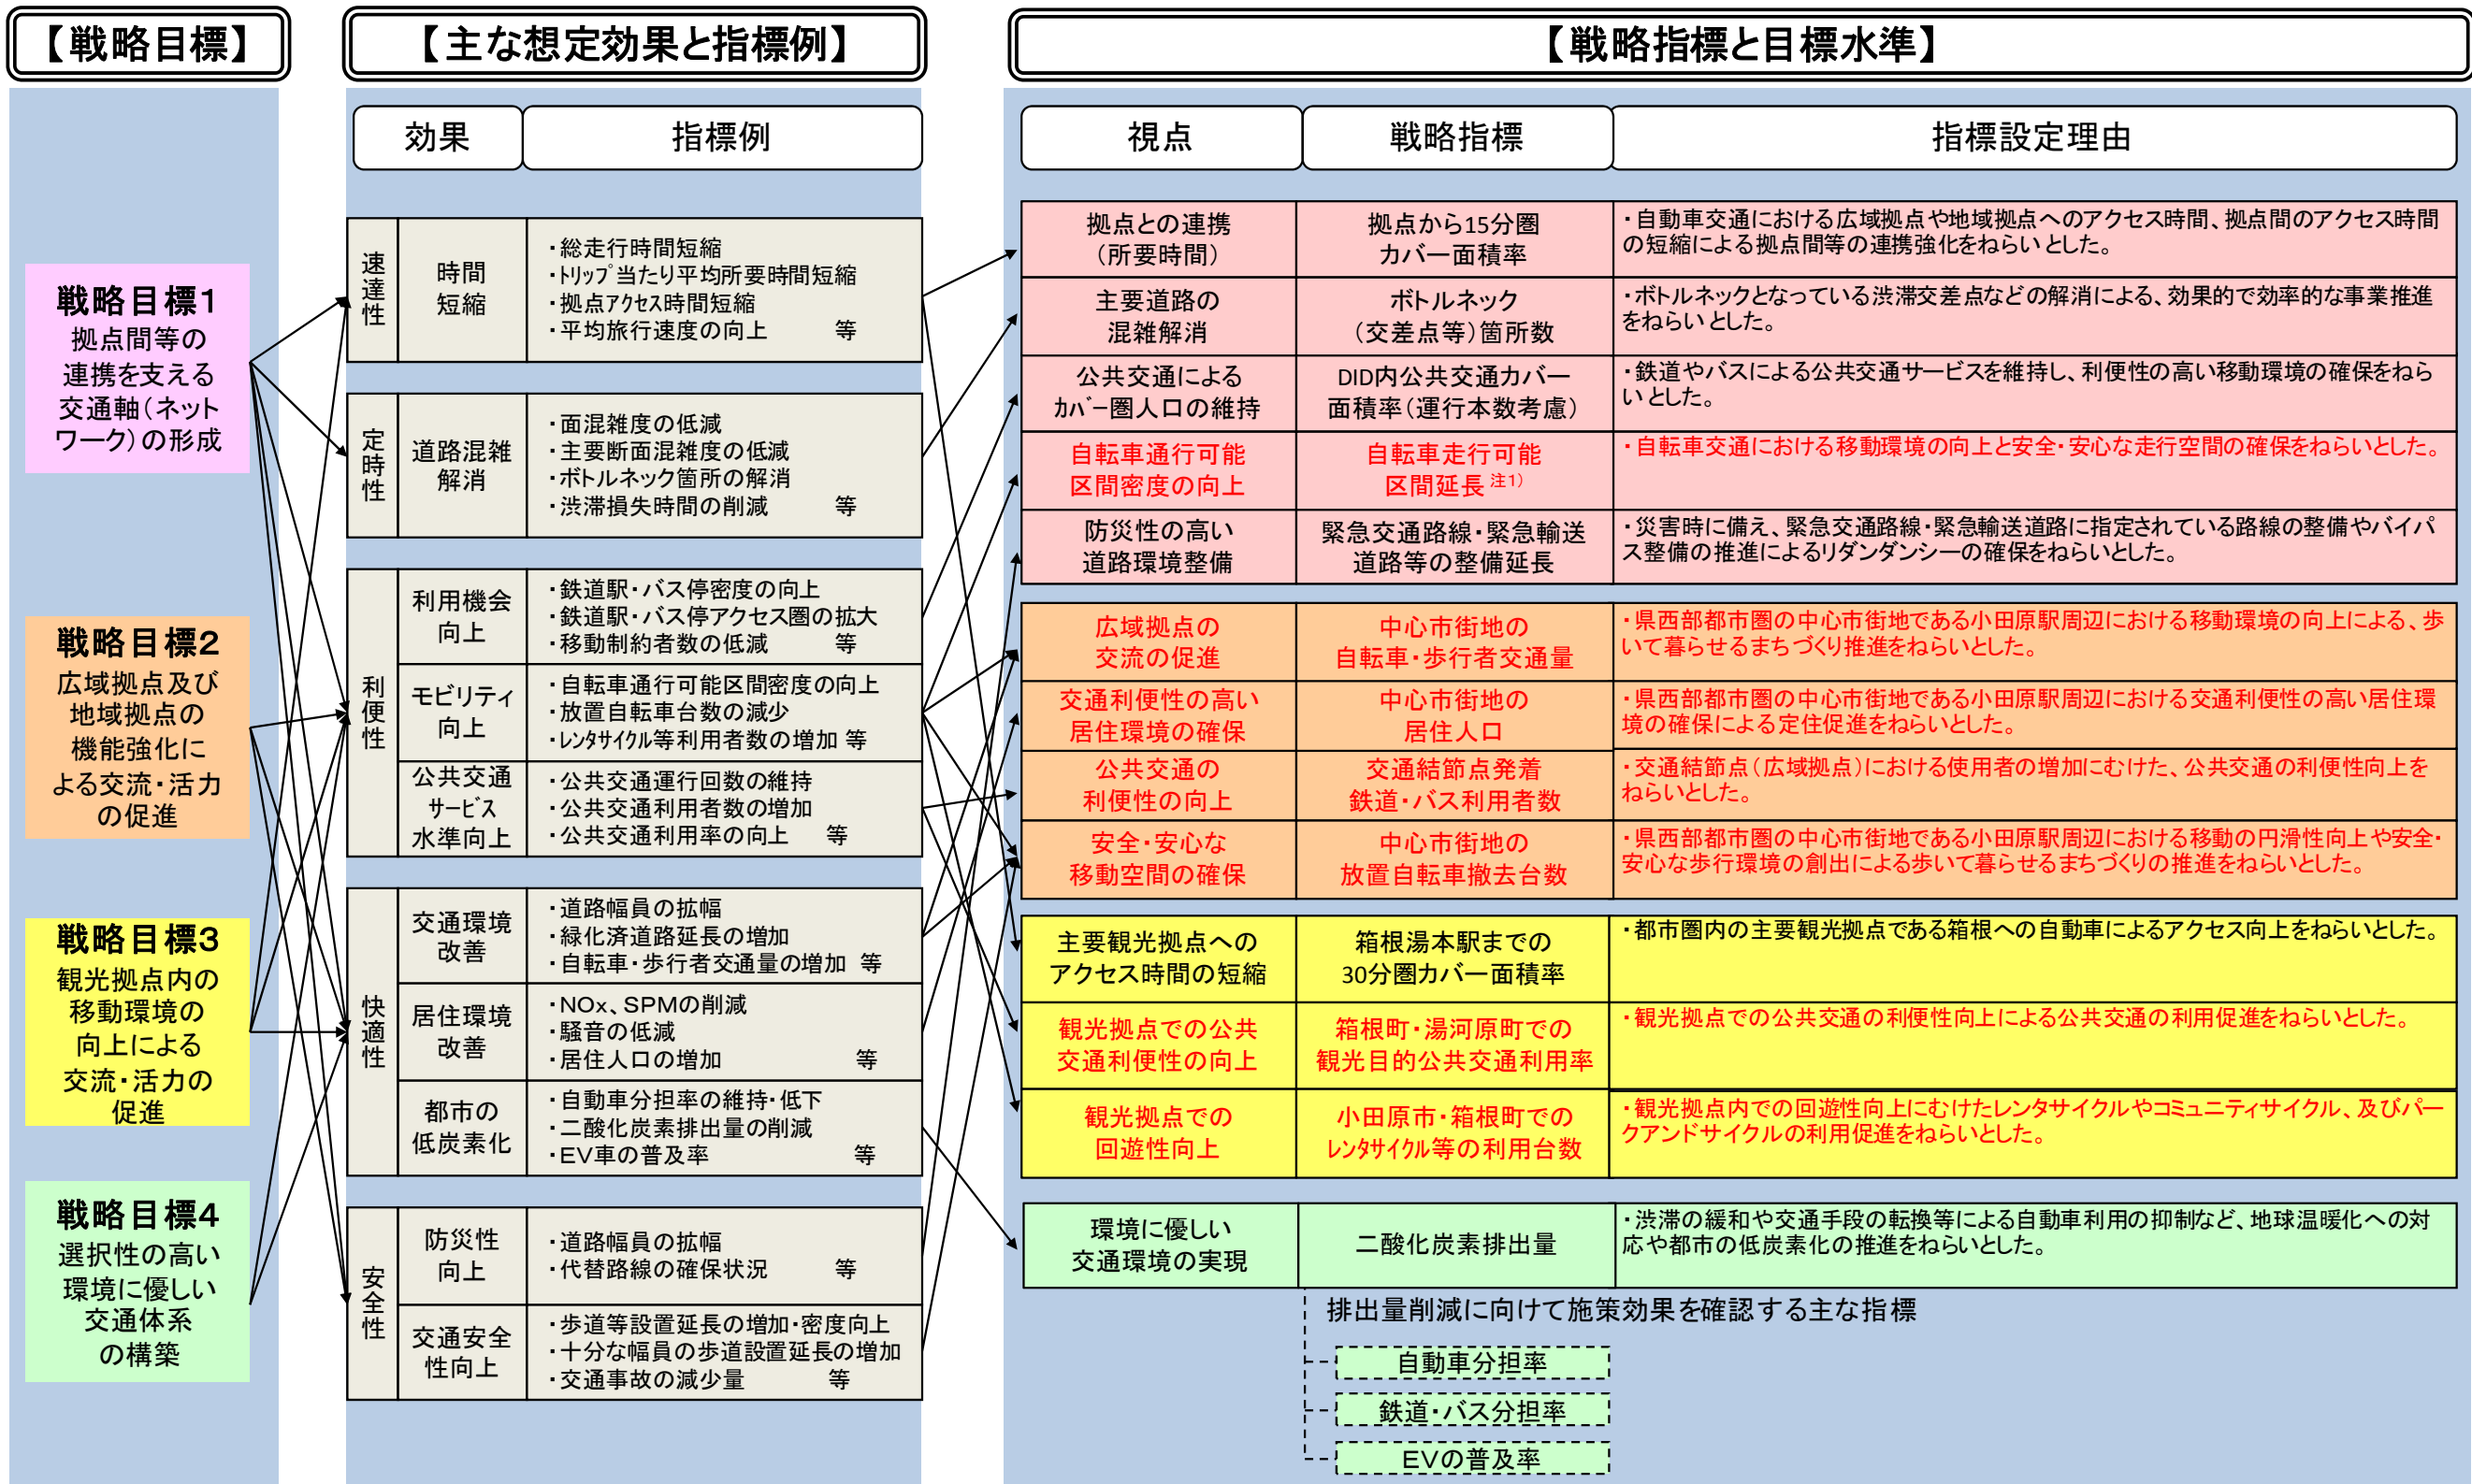 【戦略目標】
【主な想定効果と指標例】
【戦略指標と目標水準】
戦略目標1
拠点間等の
連携を支える
交通軸（ネット
ワーク）の形成
戦略目標2
広域拠点及び
地域拠点の
機能強化に
よる交流・活力
の促進
戦略目標3
観光拠点内の
移動環境の
向上による
交流・活力の
促進
戦略目標4
選択性の高い
環境に優しい
交通体系
の構築
効果
指標例
速達性
時間
短縮
・総走行時間短縮
・ﾄﾘｯﾌﾟ当たり平均所要時間短縮
・拠点ｱｸｾｽ時間短縮
・平均旅行速度の向上 等
定時性
道路混雑
解消
・面混雑度の低減
・主要断面混雑度の低減
・ボトルネック箇所の解消
・渋滞損失時間の削減 等
利便性
利用機会
向上
・鉄道駅・バス停密度の向上
・鉄道駅・バス停アクセス圏の拡大
・移動制約者数の低減 等
モビリティ
向上
・自転車通行可能区間密度の向上
・放置自転車台数の減少
・ﾚﾝﾀｻｲｸﾙ等利用者数の増加 等
公共交通
ｻｰﾋﾞｽ
水準向上
・公共交通運行回数の維持
・公共交通利用者数の増加
・公共交通利用率の向上 等
快適性
交通環境
改善
・道路幅員の拡幅
・緑化済道路延長の増加
・自転車・歩行者交通量の増加 等
居住環境
改善
・NOx、SPMの削減
・騒音の低減
・居住人口の増加 等
都市の
低炭素化
・自動車分担率の維持・低下
・二酸化炭素排出量の削減
・EV車の普及率 等
安全性
防災性
向上
・道路幅員の拡幅
・代替路線の確保状況 等
交通安全
性向上
・歩道等設置延長の増加・密度向上
・十分な幅員の歩道設置延長の増加
・交通事故の減少量 等
視点
戦略指標
指標設定理由
拠点との連携
（所要時間）
拠点から15分圏
カバー面積率
・自動車交通における広域拠点や地域拠点へのアクセス時間、拠点間のアクセス時間
の短縮による拠点間等の連携強化をねらいとした。
主要道路の
混雑解消
ボトルネック
（交差点等）箇所数
・ボトルネックとなっている渋滞交差点などの解消による、効果的で効率的な事業推進
をねらいとした。
公共交通による
ｶﾊﾞｰ圏人口の維持
DID内公共交通カバー
面積率（運行本数考慮）
・鉄道やバスによる公共交通サービスを維持し、利便性の高い移動環境の確保をねら
いとした。
自転車通行可能
区間密度の向上
自転車走行可能
区間延長 注1）
・自転車交通における移動環境の向上と安全・安心な走行空間の確保をねらいとした。
防災性の高い
道路環境整備
緊急交通路線・緊急輸送
道路等の整備延長
・災害時に備え、緊急交通路線・緊急輸送道路に指定されている路線の整備やバイパ
ス整備の推進によるリダンダンシーの確保をねらいとした。
広域拠点の
交流の促進
中心市街地の
自転車・歩行者交通量
・県西部都市圏の中心市街地である小田原駅周辺における移動環境の向上による、歩
いて暮らせるまちづくり推進をねらいとした。
交通利便性の高い
居住環境の確保
中心市街地の
居住人口
・県西部都市圏の中心市街地である小田原駅周辺における交通利便性の高い居住環
境の確保による定住促進をねらいとした。
公共交通の
利便性の向上
交通結節点発着
鉄道・バス利用者数
・交通結節点（広域拠点）における使用者の増加にむけた、公共交通の利便性向上を
ねらいとした。
安全・安心な
移動空間の確保
中心市街地の
放置自転車撤去台数
・県西部都市圏の中心市街地である小田原駅周辺における移動の円滑性向上や安全・
安心な歩行環境の創出による歩いて暮らせるまちづくりの推進をねらいとした。
主要観光拠点への
アクセス時間の短縮
箱根湯本駅までの
30分圏カバー面積率
・都市圏内の主要観光拠点である箱根への自動車によるアクセス向上をねらいとした。
観光拠点での公共
交通利便性の向上
箱根町・湯河原町での
観光目的公共交通利用率
・観光拠点での公共交通の利便性向上による公共交通の利用促進をねらいとした。
観光拠点での
回遊性向上
小田原市・箱根町での
ﾚﾝﾀｻｲｸﾙ等の利用台数
・観光拠点内での回遊性向上にむけたレンタサイクルやコミュニティサイクル、及びパー
クアンドサイクルの利用促進をねらいとした。
環境に優しい
交通環境の実現
二酸化炭素排出量
・渋滞の緩和や交通手段の転換等による自動車利用の抑制など、地球温暖化への対
応や都市の低炭素化の推進をねらいとした。
排出量削減に向けて施策効果を確認する主な指標
自動車分担率
鉄道・バス分担率
EVの普及率